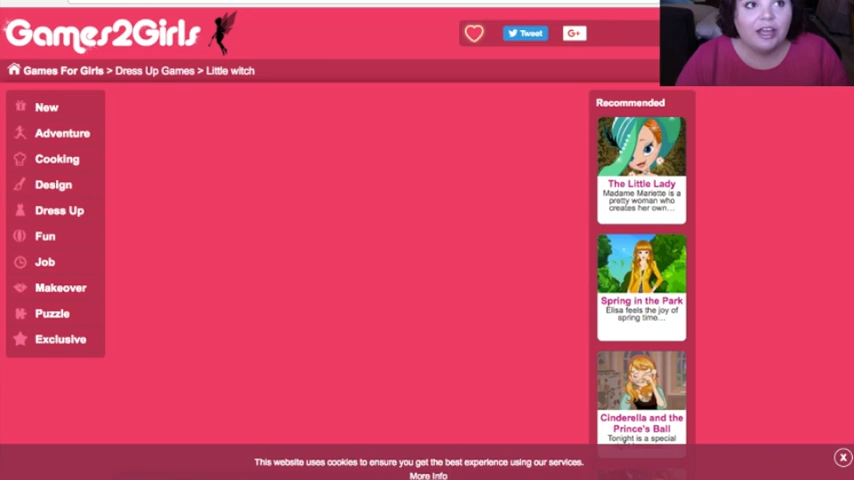 Games2Girls
Tweet
G+
Games For Girls > Dress Up Games > Little witch
New
Adventure
Cooking
Design
Dress Up
Fun
Job
Makeover
Puzzle
Exclusive
Recommended
The Little Lady
Madame Mariette is a
pretty woman who
creates her own...
Spring in the Park
Elisa feels the joy of
spring time...
Cinderella and the
Prince's Ball
Tonight is a special
This website uses cookies to ensure you get the best experience using our services.
More Info
X